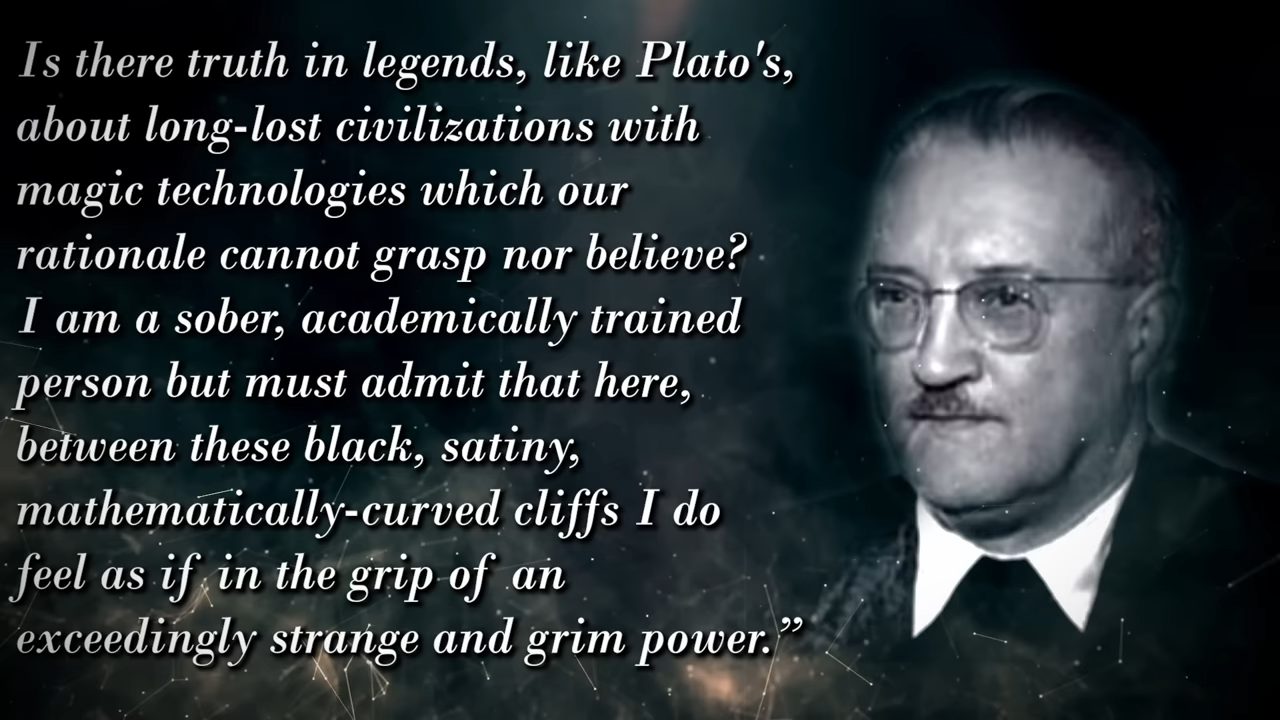 Is there truth in legends, like Plato's,
about long-lost civilizations with
magic technologies which our
rationale cannot grasp nor believe?
I am a sober, academically trained
person but must admit that here,
between these black, satiny,
mathematically-curved cliffs I do
feel as if in the grip of an
exceedingly strange and grim power.”